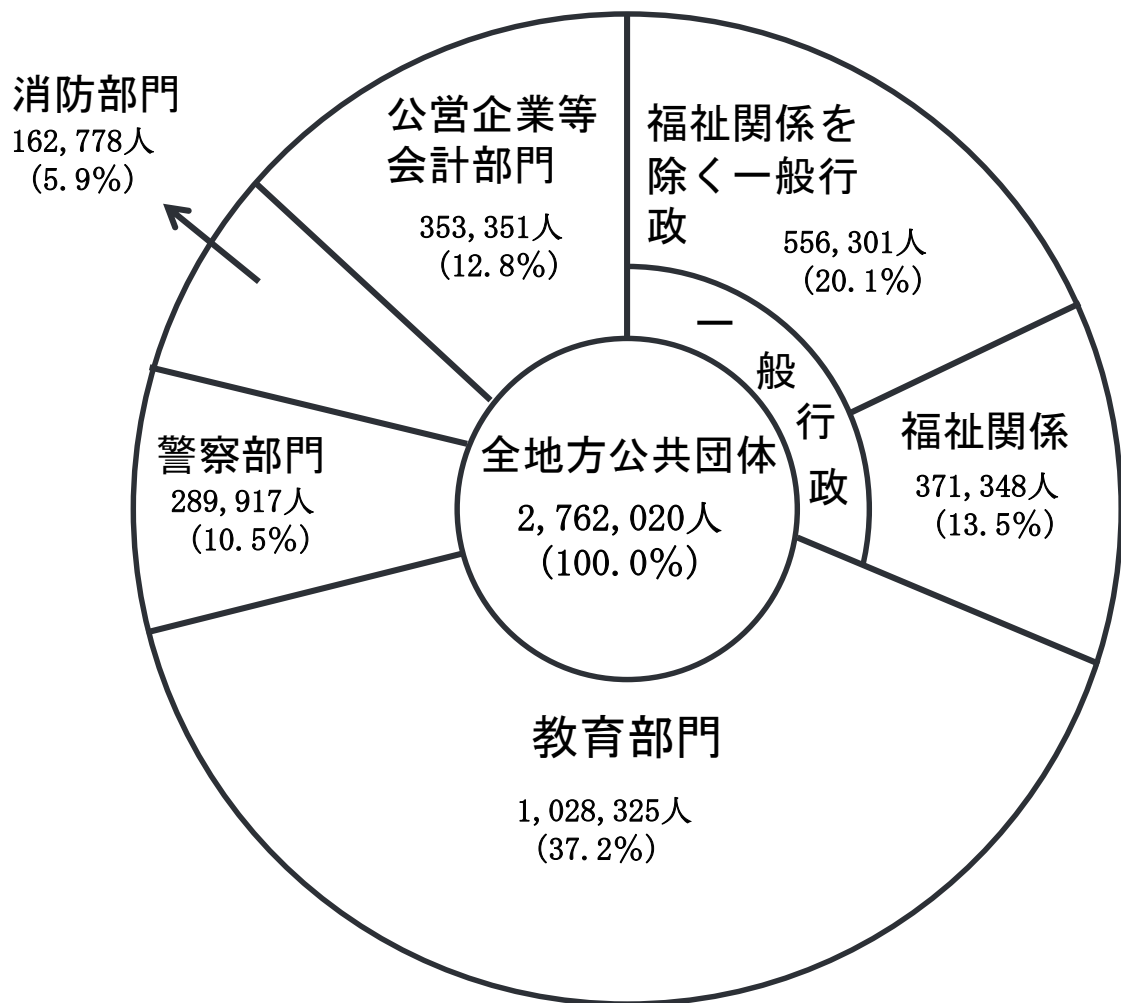 消防部門
162,778人
(5.9%)
公営企業等
会計部門
353,351人
(12.8%)
福祉関係を
除く一般行
政
556,301人
(20.1%)
一般行政
福祉関係
371,348人
(13.5%)
全地方公共団体
2,762,020人
(100.0%)
警察部門
289,917人
(10.5%)
教育部門
1,028,325人
(37.2%)